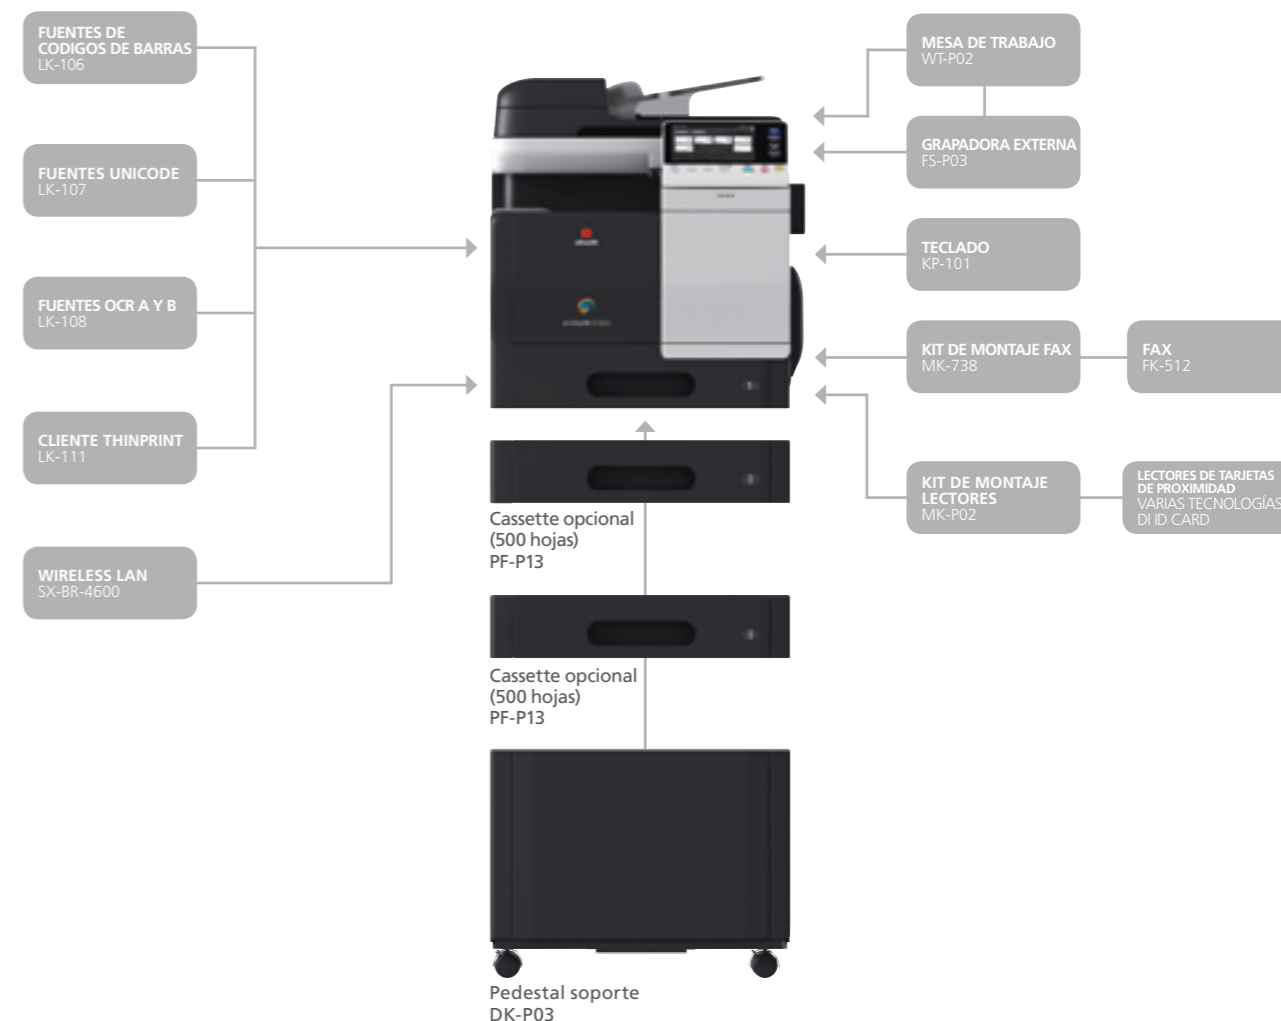 FUENTES DE
CODIGOS DE BARRAS
LK-106
FUENTES UNICODE
LK-107
FUENTES OCR A Y B
LK-108
CLIENTE THINPRINT
LK-111
WIRELESS LAN
SX-BR-4600
MESA DE TRABAJO
WT-P02
GRAPADORA EXTERNA
FS-P03
TECLADO
KP-101
KIT DE MONTAJE FAX
MK-738
FAX
FK-512
KIT DE MONTAJE
LECTORES
MK-P02
LECTORES DE TARJETAS
DE PROXIMIDAD
VARIAS TECNOLOGÍAS
DI ID CARD
Cassette opcional
(500 hojas)
PF-P13
Cassette opcional
(500 hojas)
PF-P13
Pedestal soporte
DK-P03